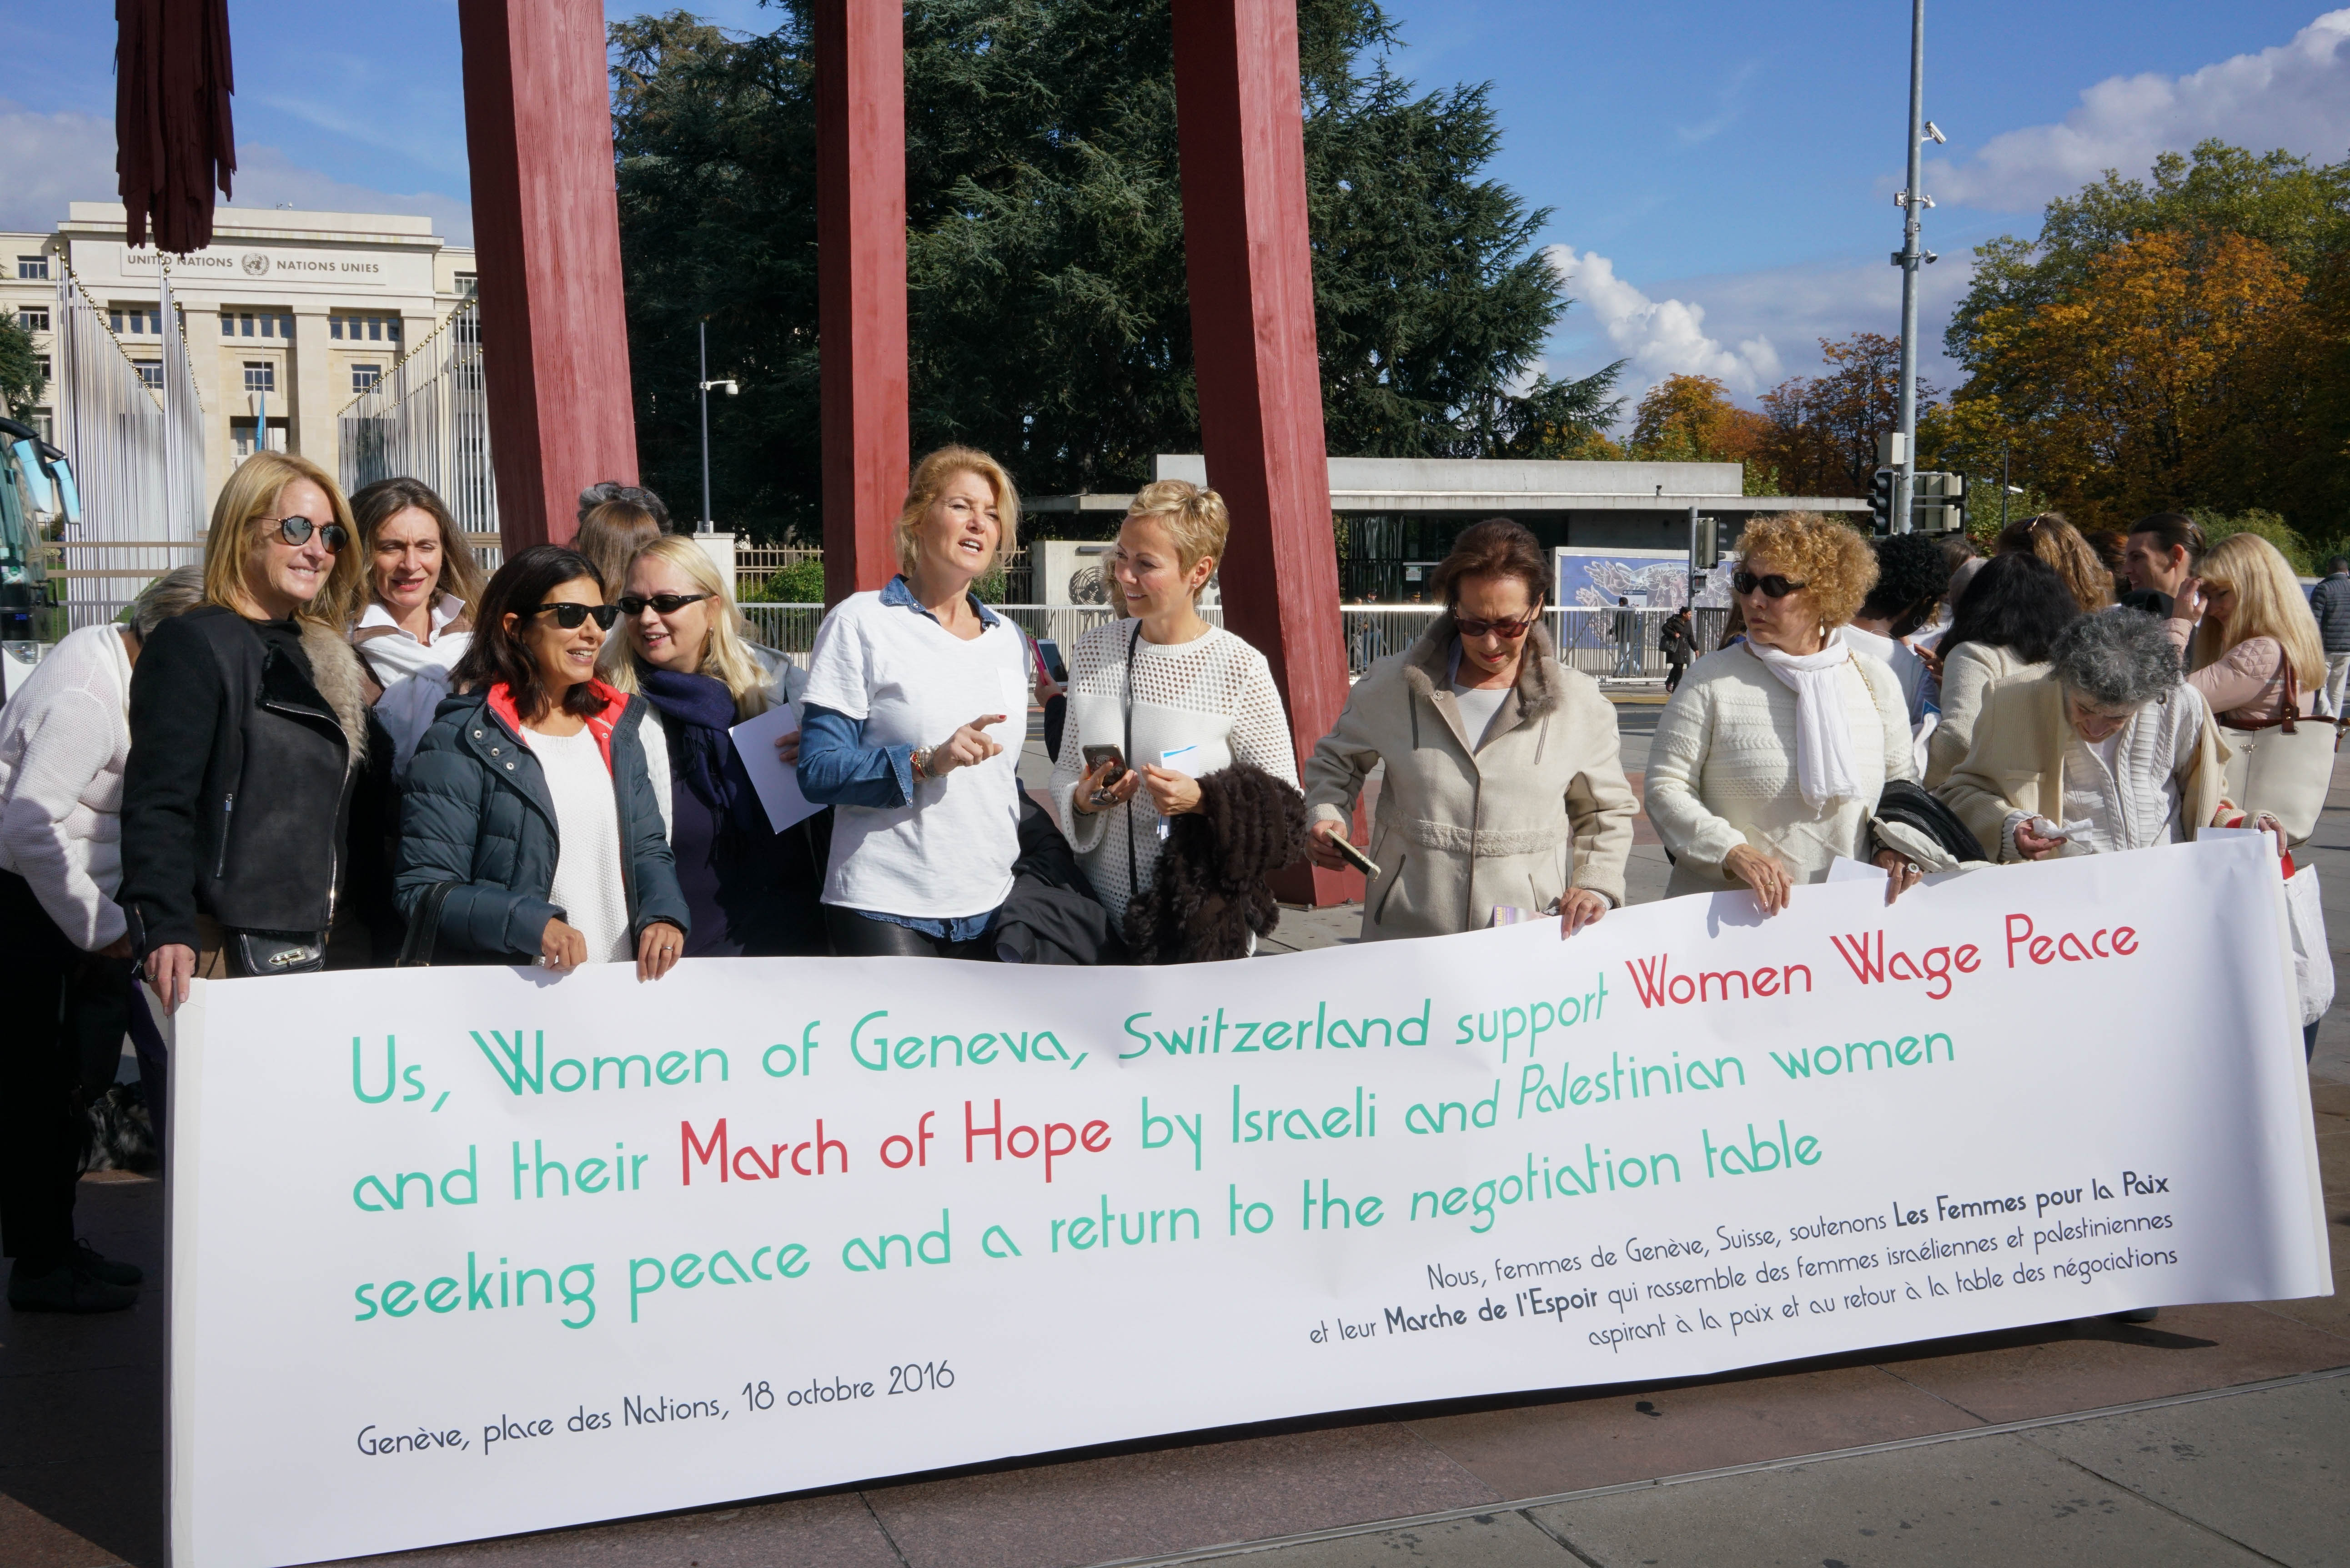 UNITED NATIONS NATIONS UNIES
Us, Women of Geneva, Switzerland support Women Wage Peace
and their March of Hope by Israeli and Palestinian women
seeking peace and a return to the negotiation table
Nous, femmes de Genève, Suisse, soutenons Les Femmes pour la Paix
et leur Marche de l'Espoir qui rassemble des femmes israéliennes et palestiniennes
aspirant à la paix et au retour à la table des négociations
Genève, place des Nations, 18 octobre 2016